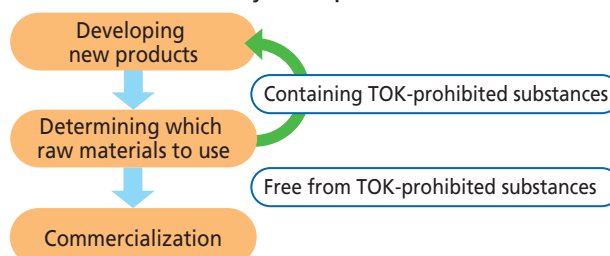 Developing
new products
Containing TOK-prohibited substances
Determining which
raw materials to use
Free from TOK-prohibited substances
Commercialization